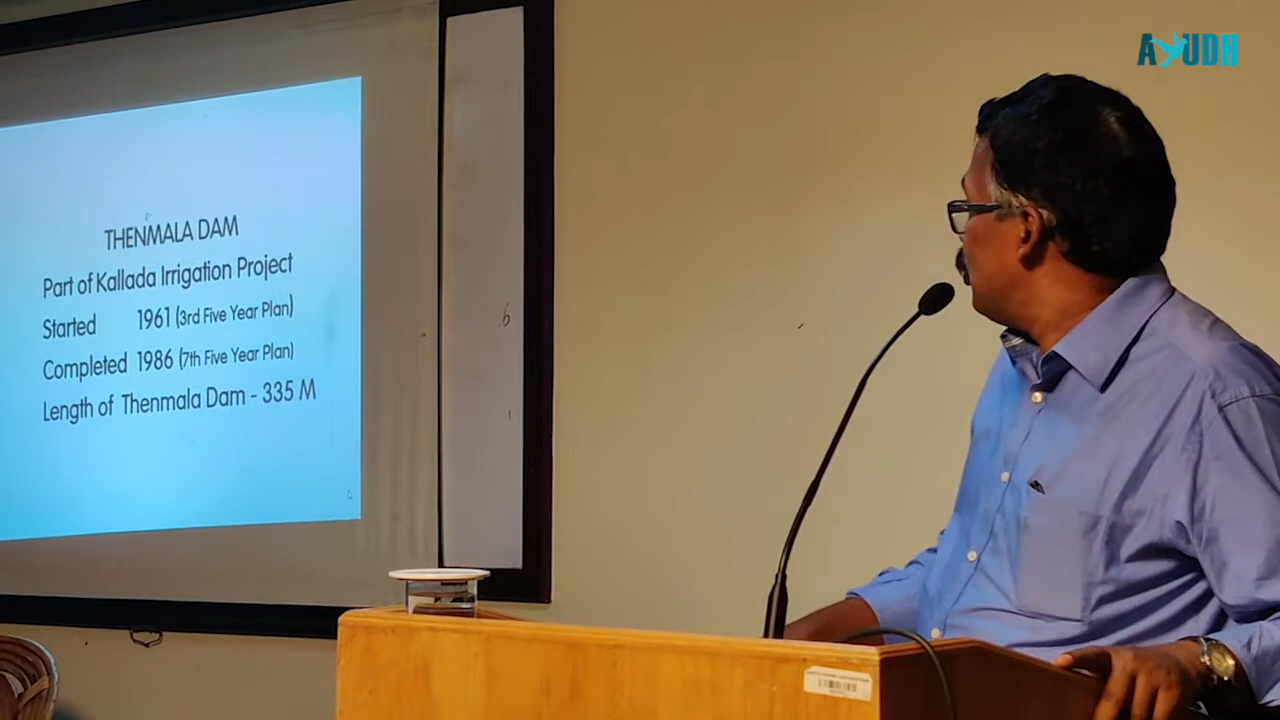 AYUDH
THENMALA DAM
Part of Kallada Irrigation Project
Started 1961 (3rd Five Year Plan)
Completed 1986 (7th Five Year Plan)
Length of Thenmala Dam - 335 M